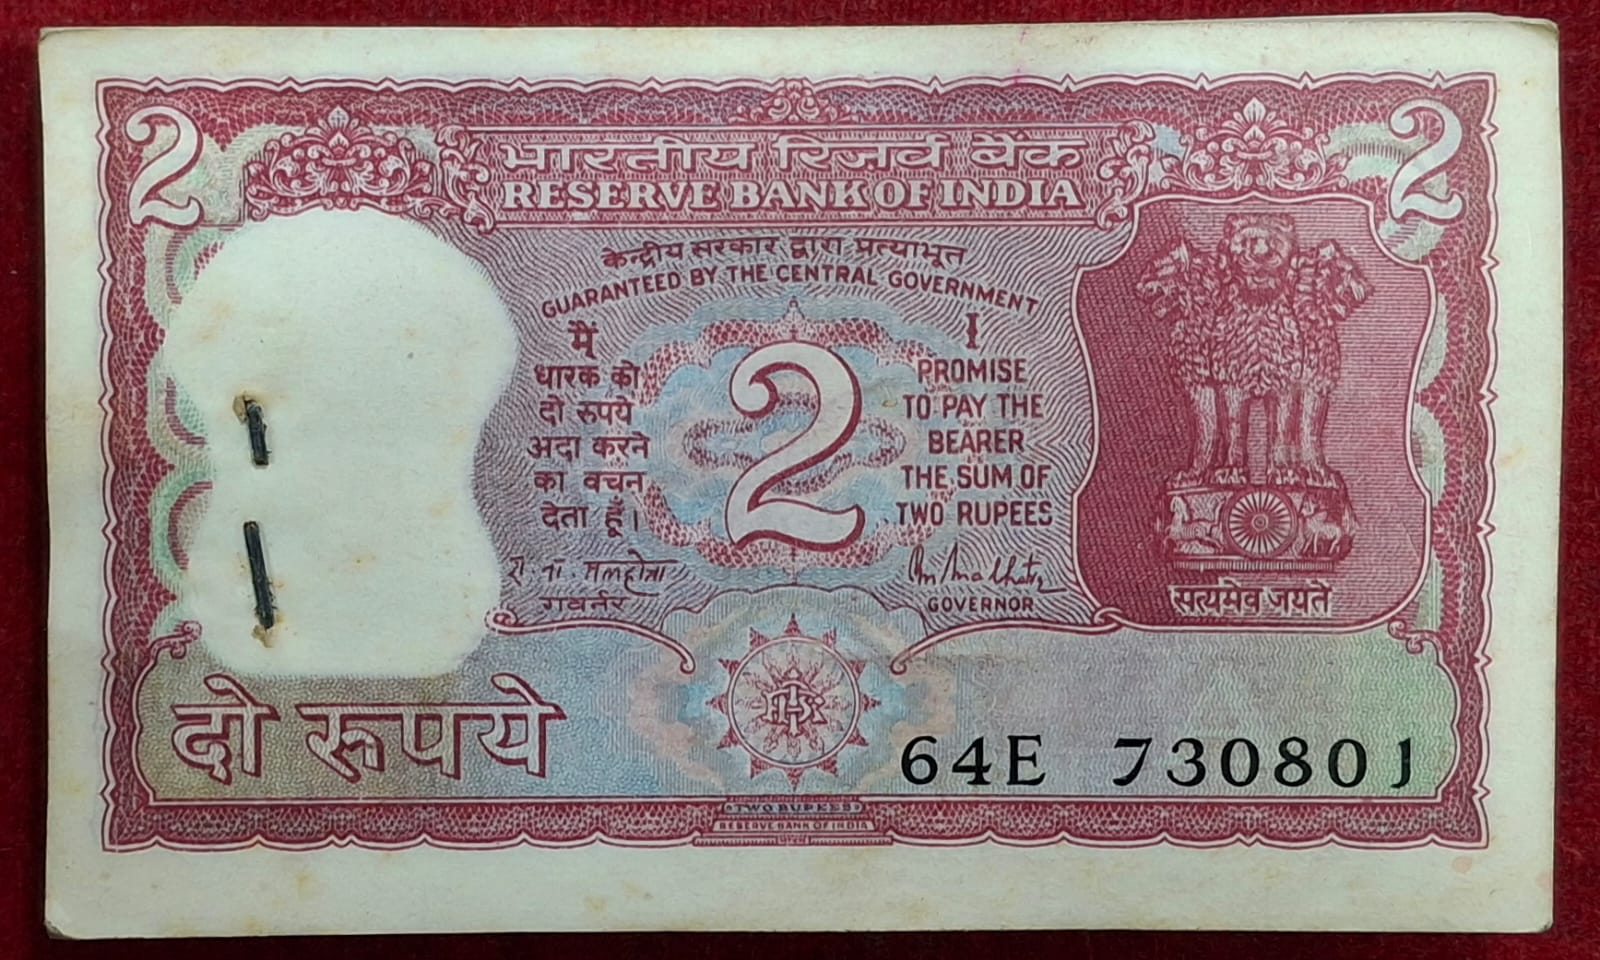 2 2
भारतीय रिज़र्व बैंक
RESERVE BANK OF INDIA
केन्द्रीय सरकार द्वारा प्रत्याभूत
GUARANTEED BY THE CENTRAL GOVERNMENT
मैं
धारक को
दो रुपये
अदा करने
का वचन
देता हूँ।
रा. ना. मलहोत्रा
गवर्नर
2
I
PROMISE
TO PAY THE
BEARER
THE SUM OF
TWO RUPEES
GOVERNOR
सत्यमेव जयते
दो रुपये
64E 730801
TWO RUPEES
RESERVE BANK OF INDIA